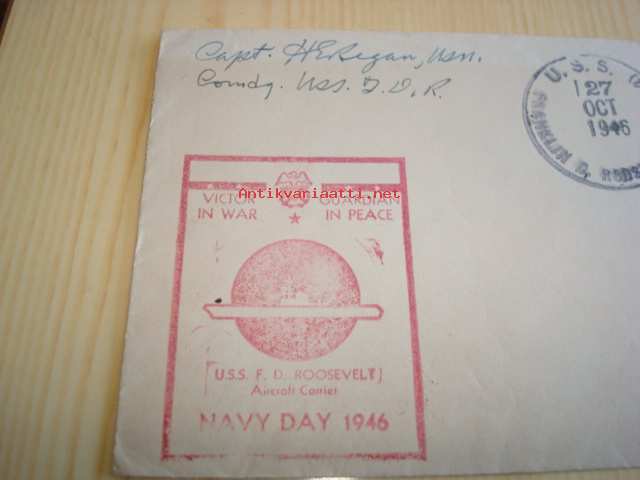 Capt. H E Regan, USN.
Comdg. USS. F. D. R.
U. S. S.
27
OCT
1946
FRANKLIN D. ROOSE
Antikvariaatti.net
VICTOR GUARDIAN
IN WAR IN PEACE
U.S.S. F. D. ROOSEVELT
Aircraft Carrier
NAVY DAY 1946